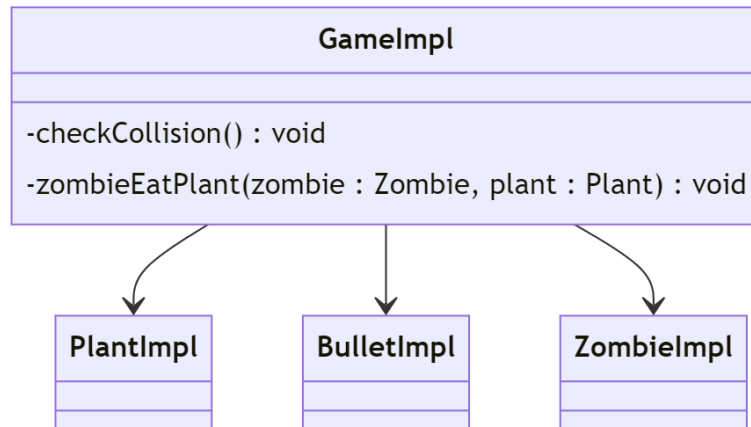 GameImpl
-checkCollision() : void
-zombieEatPlant(zombie : Zombie, plant : Plant) : void
PlantImpl
BulletImpl
ZombieImpl